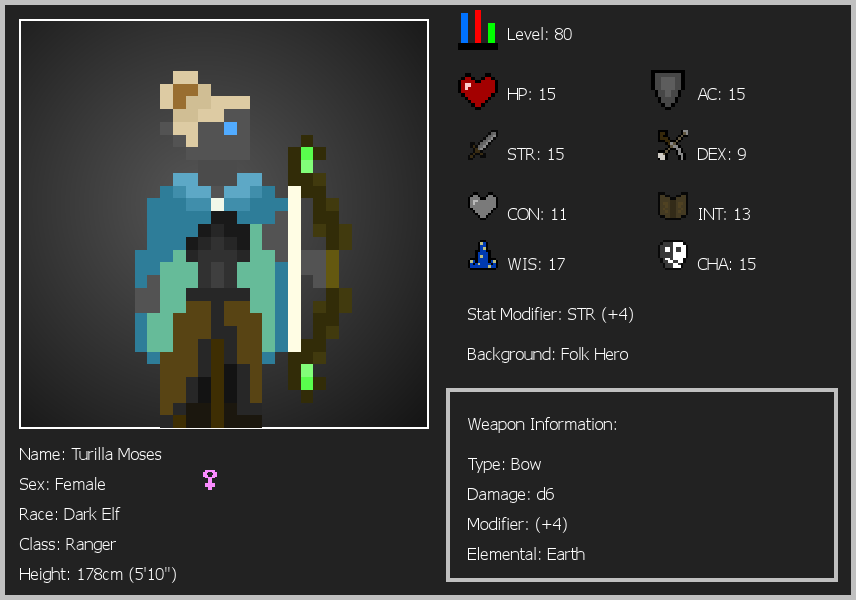 Level: 80
HP: 15
AC: 15
STR: 15
DEX: 9
CON: 11
INT: 13
WIS: 17
CHA: 15
Stat Modifier: STR (+4)
Background: Folk Hero
Weapon Information:
Type: Bow
Damage: d6
Modifier: (+4)
Elemental: Earth
Name: Turilla Moses
Sex: Female
Race: Dark Elf
Class: Ranger
Height: 178cm (5'10")